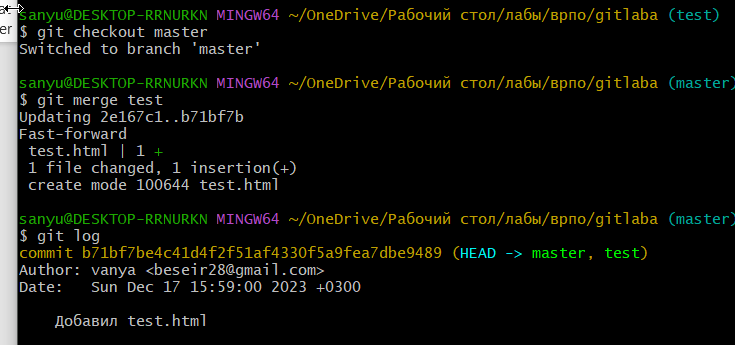 er
sanyu@DESKTOP-RRNURKN MINGW64 ~/OneDrive/Рабочий стол/лабы/врпо/gitlaba (test)
$ git checkout master
Switched to branch 'master'
sanyu@DESKTOP-RRNURKN MINGW64 ~/OneDrive/Рабочий стол/лабы/врпо/gitlaba (master)
$ git merge test
Updating 2e167c1..b71bf7b
Fast-forward
test.html | 1 +
1 file changed, 1 insertion(+)
create mode 100644 test.html
sanyu@DESKTOP-RRNURKN MINGW64 ~/OneDrive/Рабочий стол/лабы/врпо/gitlaba (master)
$ git log
commit b71bf7be4c41d4f2f51af4330f5a9fea7dbe9489 (HEAD -> master, test)
Author: vanya <beseir28@gmail.com>
Date:   Sun Dec 17 15:59:00 2023 +0300
Добавил test.html